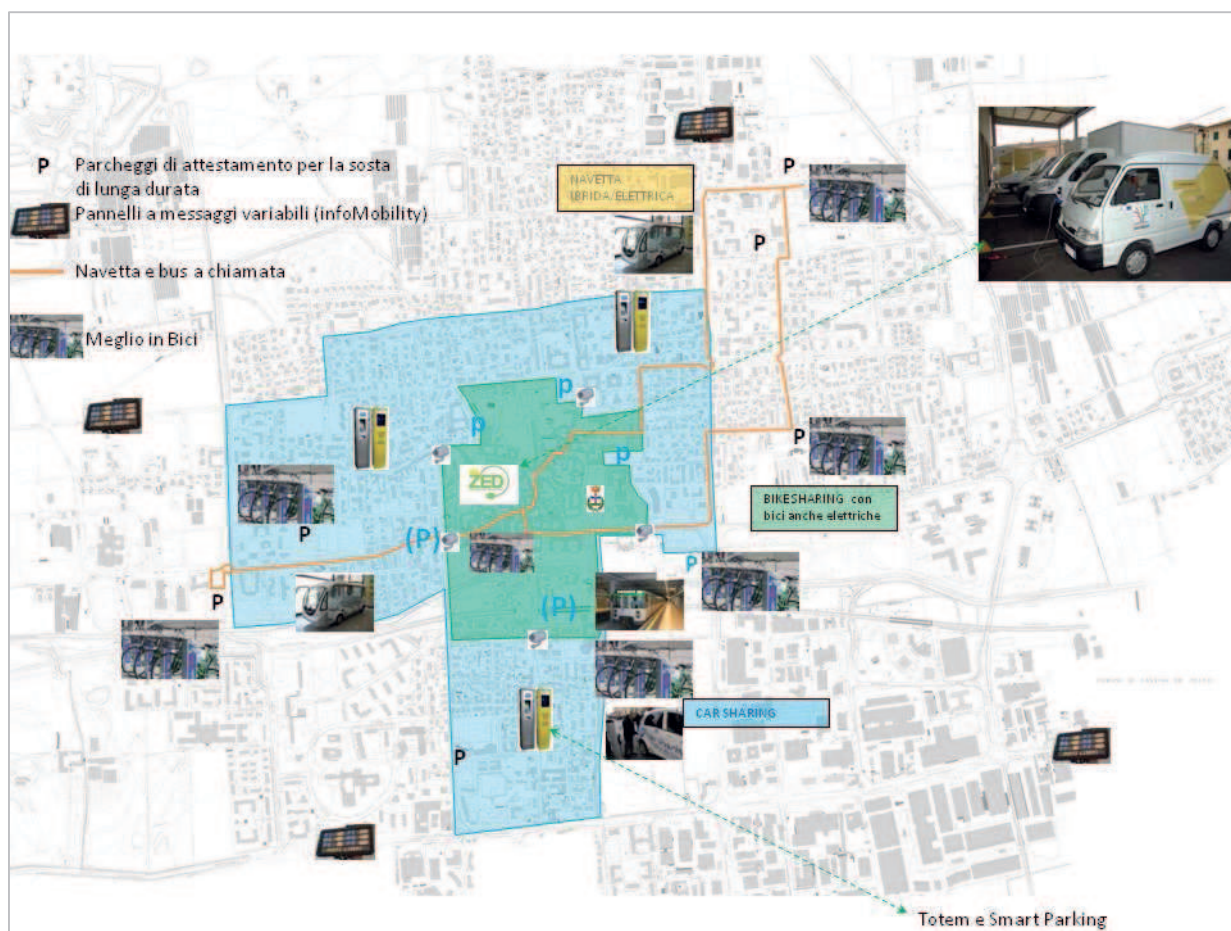 NAVETTA
IBRIDA/ELETTRICA
P
P Parcheggi di attestamento per la sosta
di lunga durata
Pannelli a messaggi variabili (infoMobility)
P
Navetta e bus a chiamata
Meglio in Bici
p
p
P
p
ZED
BIKESHARING con
bici anche elettriche
P
(P)
P
P
(P)
CAR SHARING
P
Totem e Smart Parking